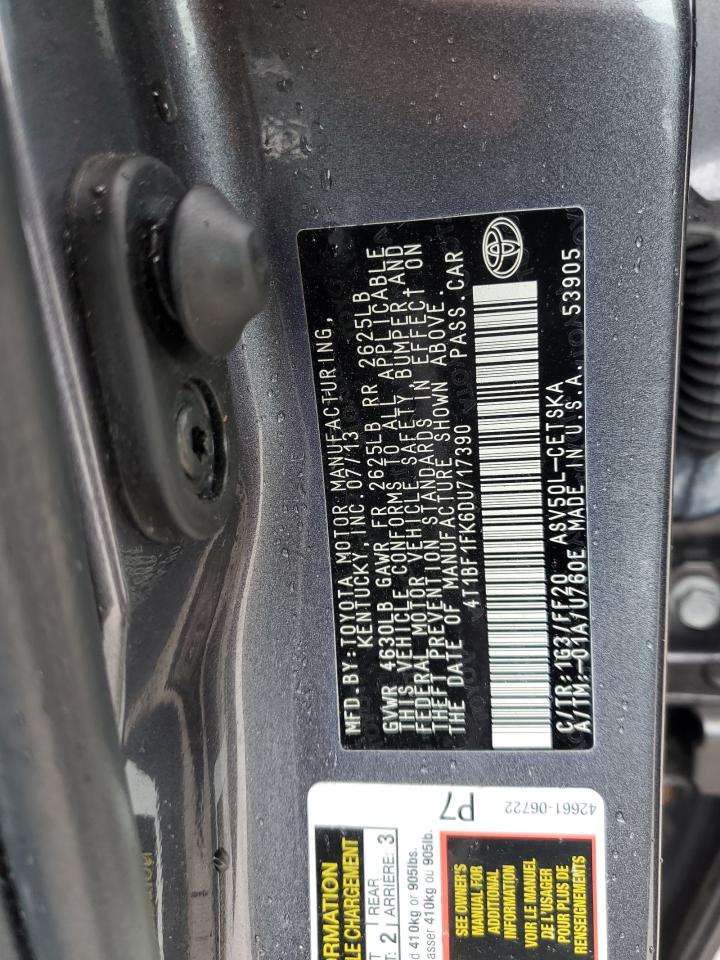 MFD.BY:TOYOTA MOTOR MANUFACTURING,
KENTUCKY, INC. 07/13
GVWR 4630LB GAWR FR 2625LB RR 2625LB
THIS VEHICLE CONFORMS TO ALL APPLICABLE
FEDERAL MOTOR VEHICLE SAFETY, BUMPER, AND
THEFT PREVENTION STANDARDS IN EFFECT ON
THE DATE OF MANUFACTURE SHOWN ABOVE.
4T1BF1FK6DU717390 PASS.CAR
C/TR:1G3/FF20 ASV50L-CETSKA
A/TM:-01A/U760E MADE IN U.S.A. 53905
P7
42661-06722
REAR
2 ARRIÈRE: 3
410kg or 905lbs.
asser 410kg ou 905lb.
SEE OWNER'S
MANUAL FOR
ADDITIONAL
INFORMATION
VOIR LE MANUEL
DE L'USAGER
POUR PLUS DE
RENSEIGNEMENTS